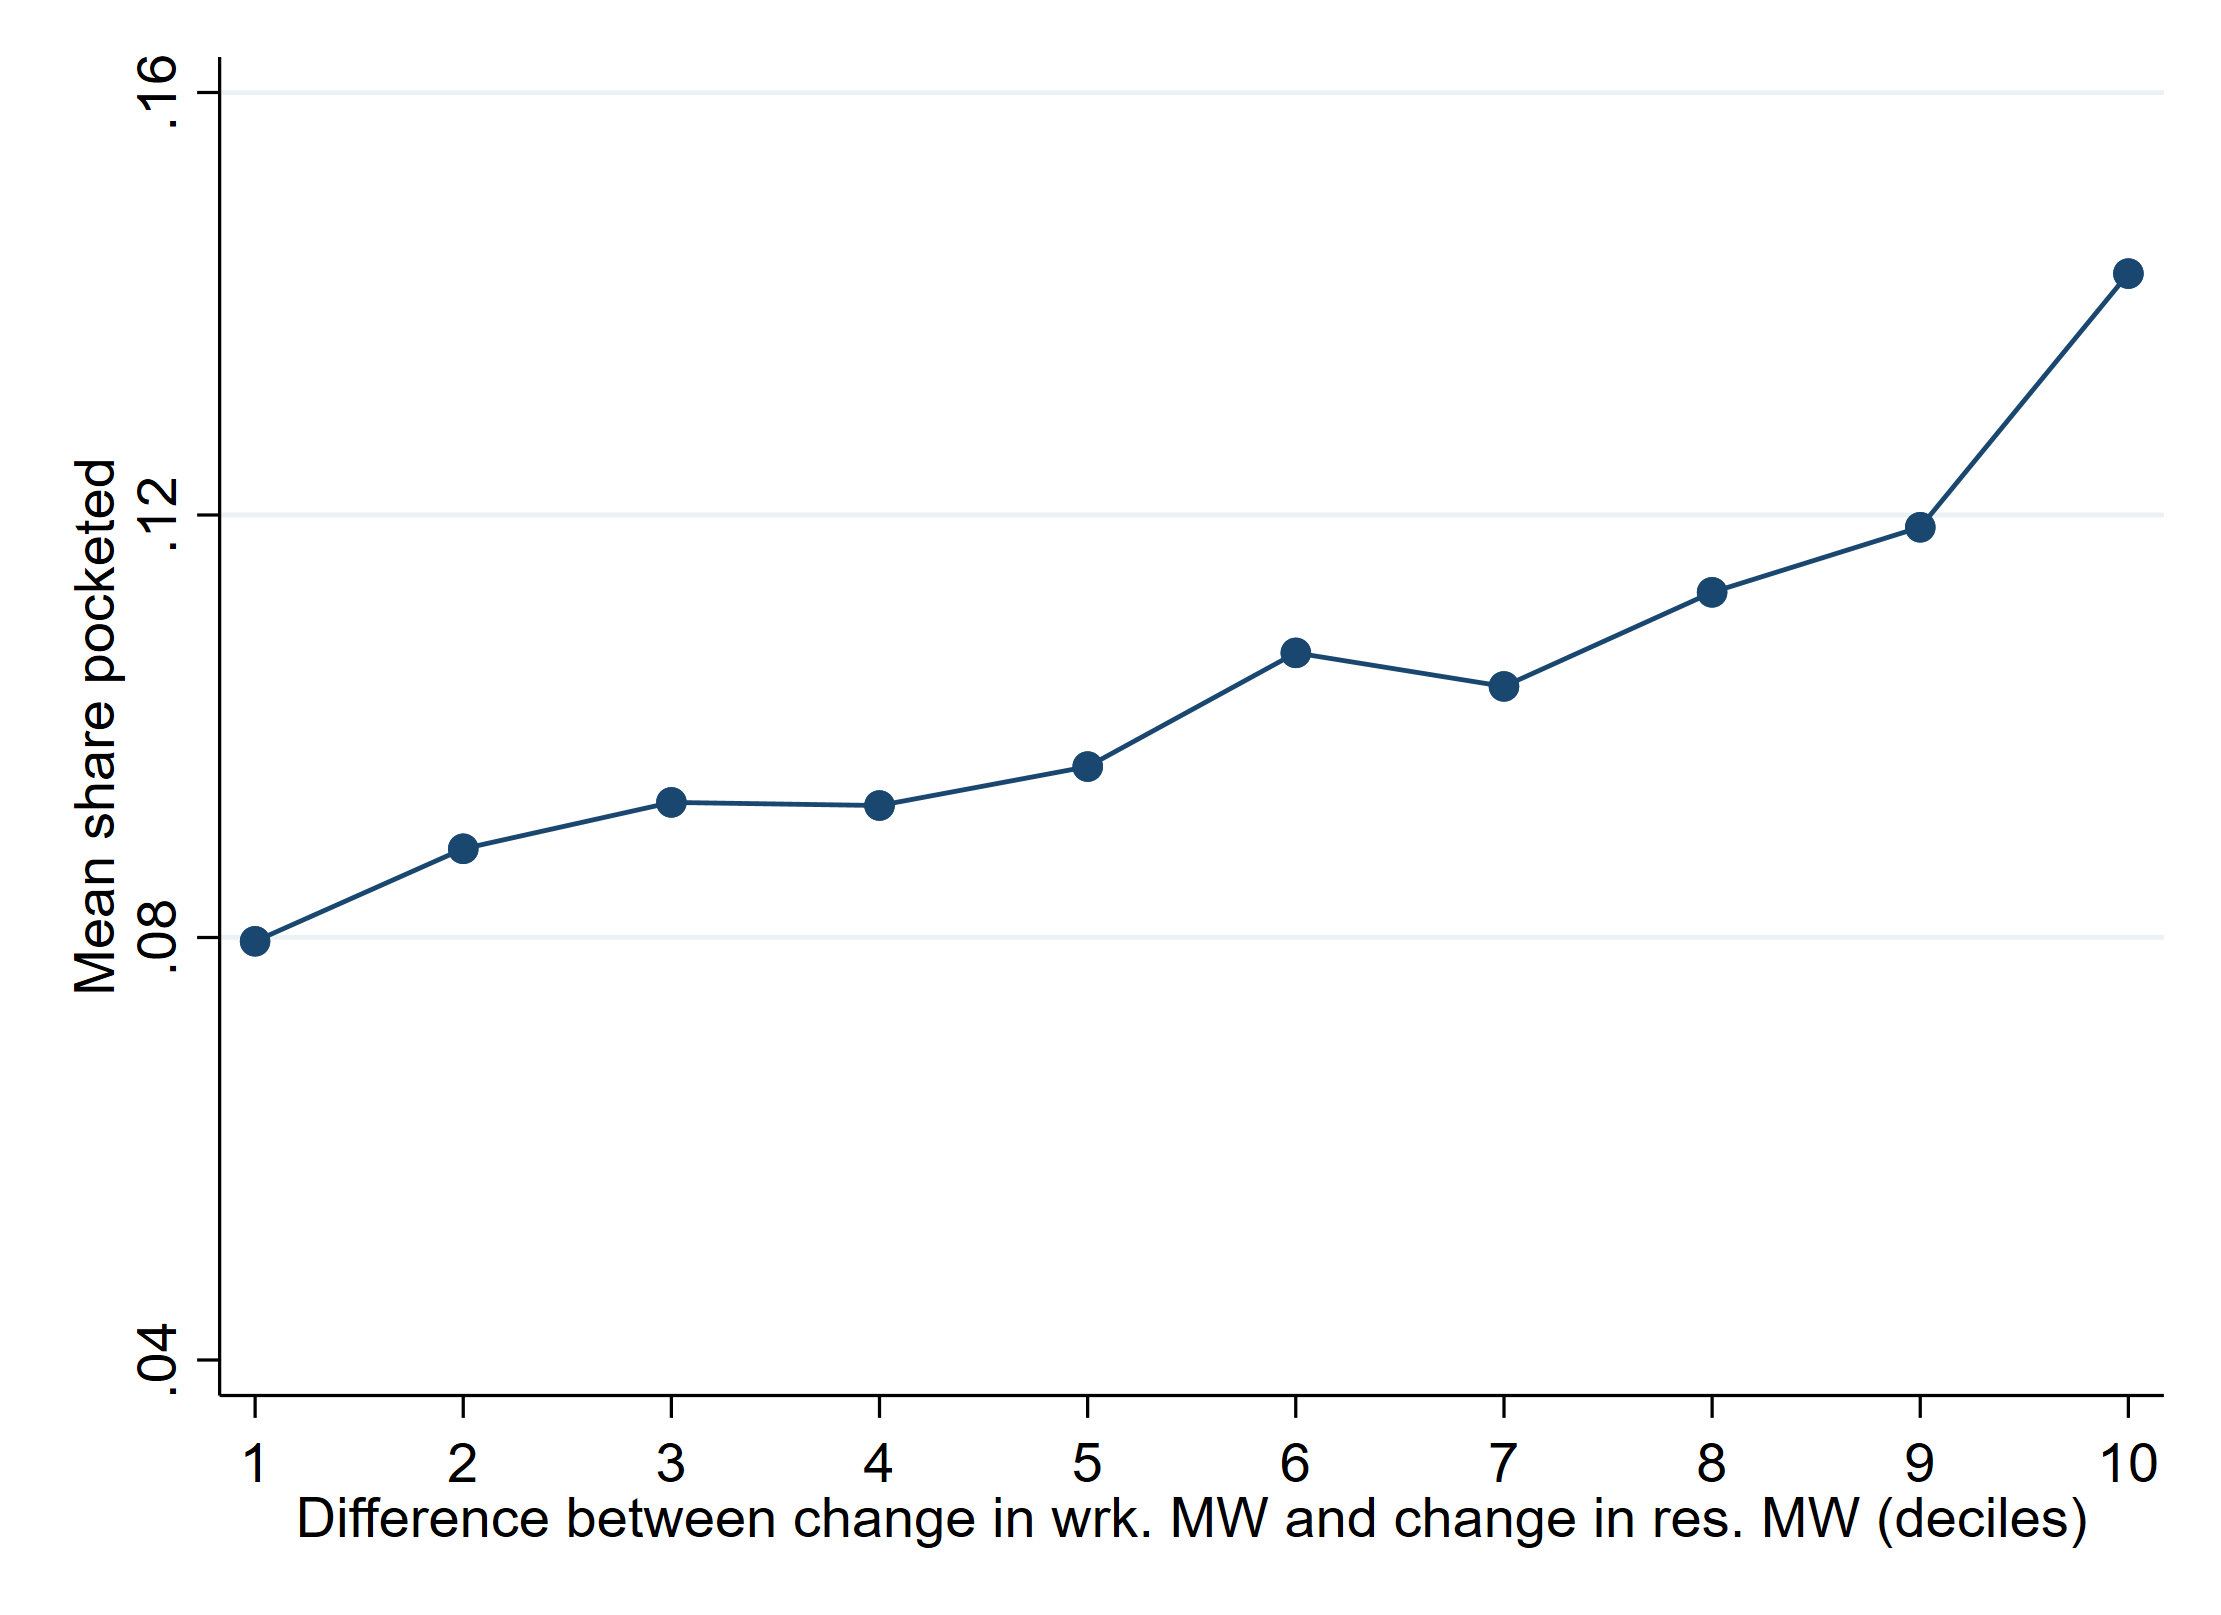 Mean share pocketed
.16
.12
.08
.04
1 2 3 4 5 6 7 8 9 10
Difference between change in wrk. MW and change in res. MW (deciles)